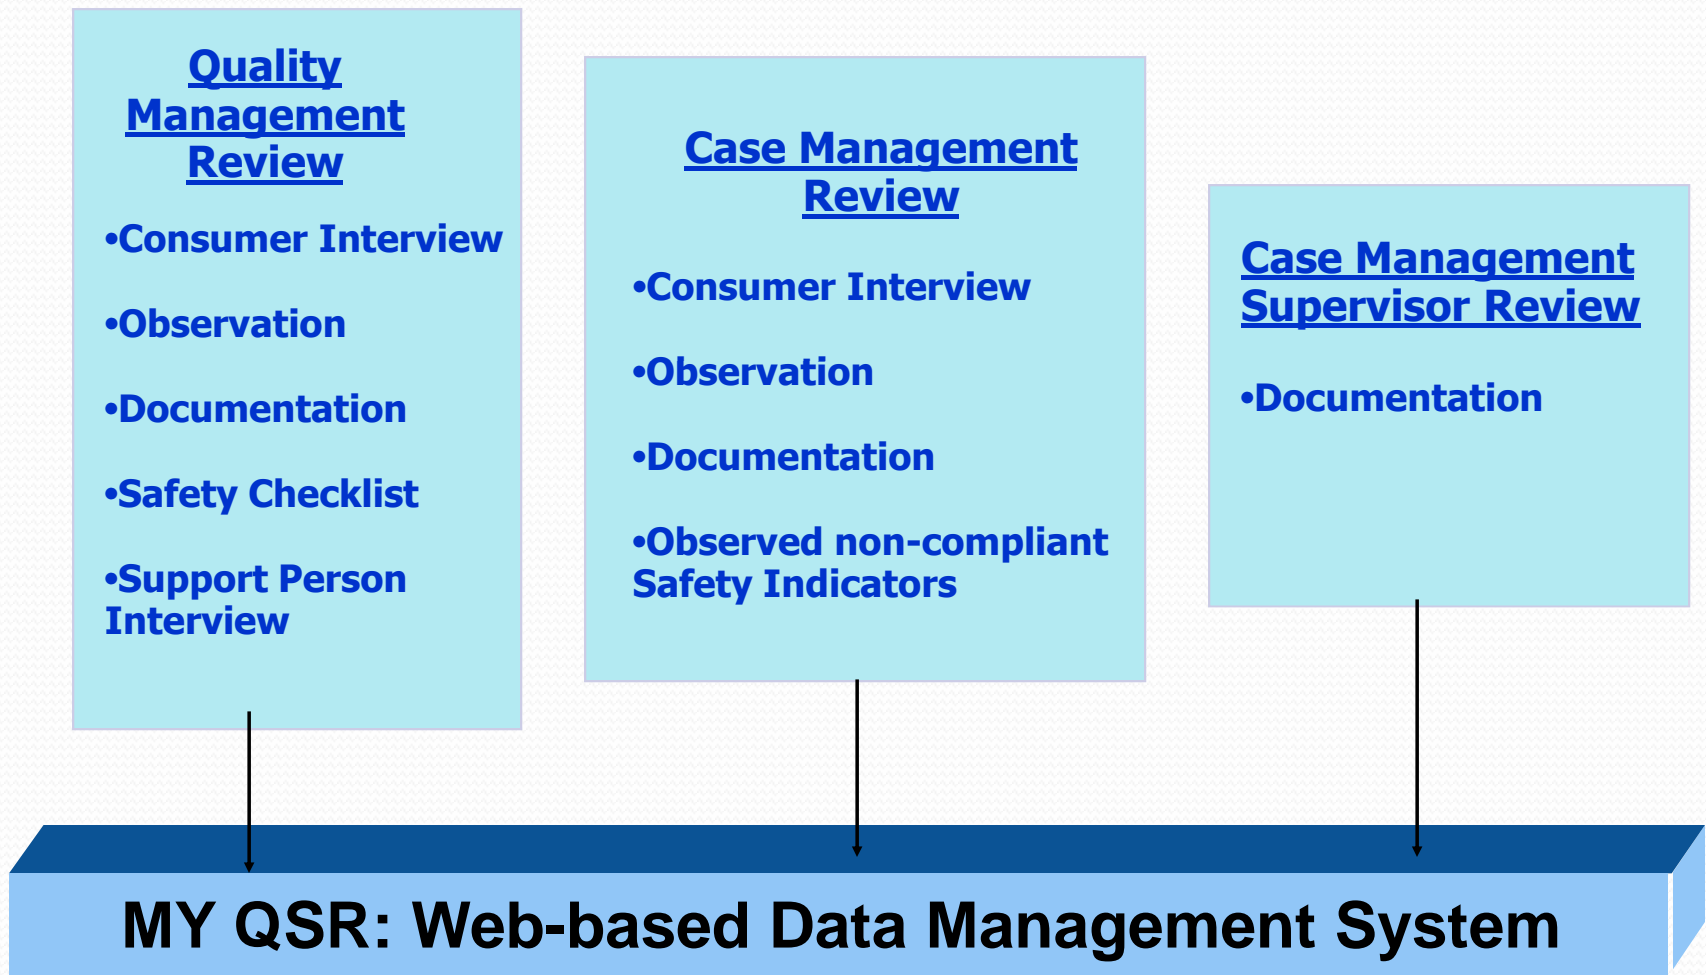 Quality
Management
Review
•Consumer Interview
•Observation
•Documentation
•Safety Checklist
•Support Person
Interview
Case Management
Review
•Consumer Interview
•Observation
•Documentation
•Observed non-compliant
Safety Indicators
Case Management
Supervisor Review
•Documentation
MY QSR: Web-based Data Management System